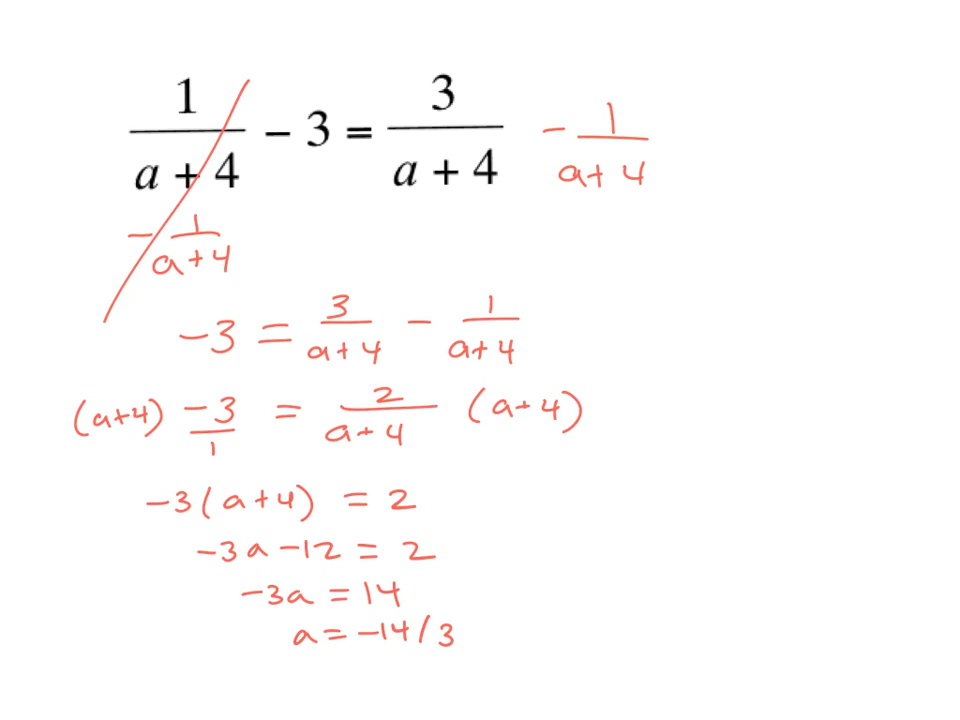 1/(a + 4) − 3 = 3/(a + 4) − 1/(a+4)
− 1/(a+4)
−3 = 3/(a+4) − 1/(a+4)
(a+4) −3/1 = 2/(a+4) (a+4)
−3(a+4) = 2
−3a −12 = 2
−3a = 14
a = −14/3